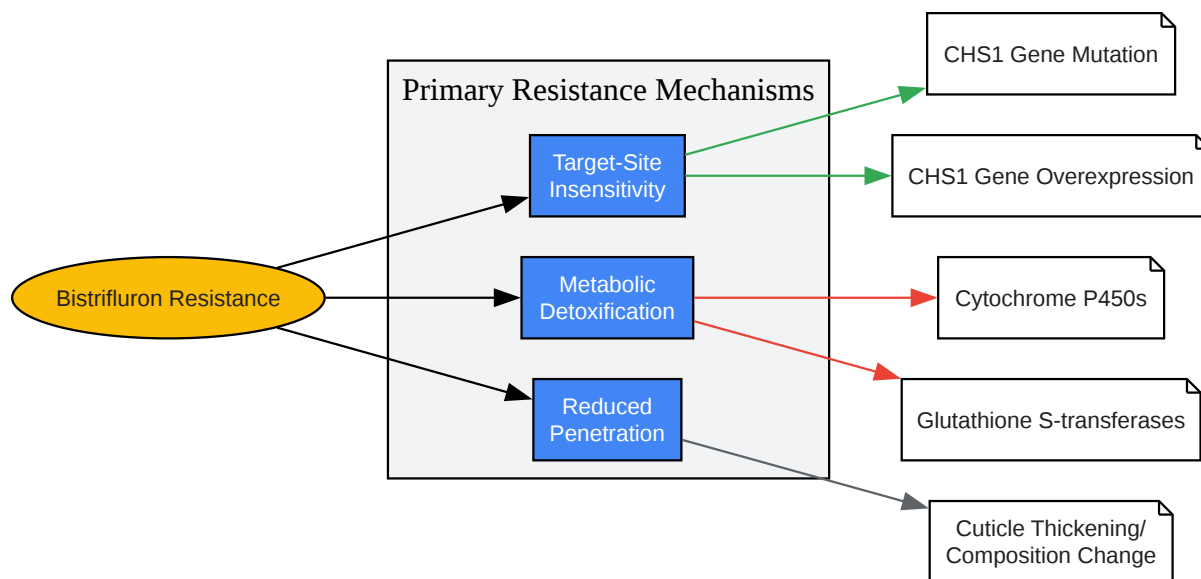 CHS1 Gene Mutation
Primary Resistance Mechanisms
Target-Site
Insensitivity
CHS1 Gene Overexpression
Bistrifluron Resistance
Metabolic
Detoxification
Cytochrome P450s
Reduced
Penetration
Glutathione S-transferases
Cuticle Thickening/
Composition Change